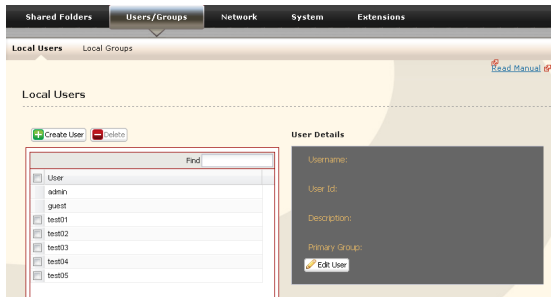 Shared Folders Users/Groups Network System Extensions
Local Users Local Groups
Read Manual
Local Users
Create User Delete
Find
User
admin
guest
test01
test02
test03
test04
test05
User Details
Username:
User Id:
Description:
Primary Group:
Edit User